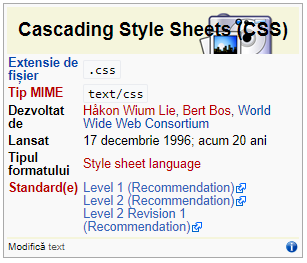 Cascading Style Sheets (CSS)
Extensie de
fișier
.css
Tip MIME
text/css
Dezvoltat
de
Håkon Wium Lie, Bert Bos, World
Wide Web Consortium
Lansat
17 decembrie 1996; acum 20 ani
Tipul
formatului
Style sheet language
Standard(e)
Level 1 (Recommendation)
Level 2 (Recommendation)
Level 2 Revision 1
(Recommendation)
Modifică text